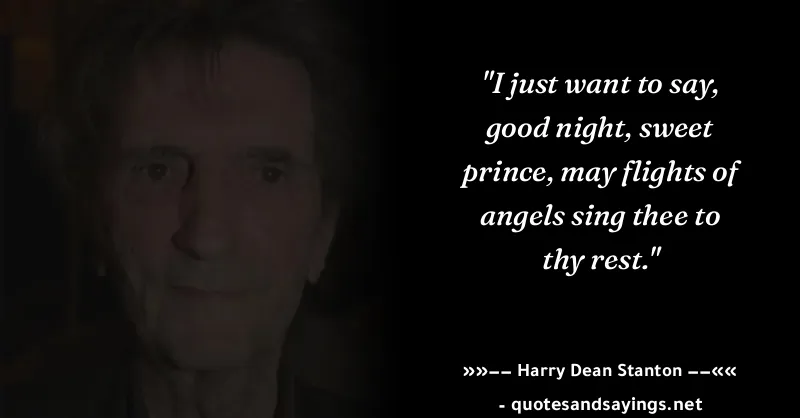 "I just want to say,
good night, sweet
prince, may flights of
angels sing thee to
thy rest."
»»–– Harry Dean Stanton ––««
- quotesandsayings.net